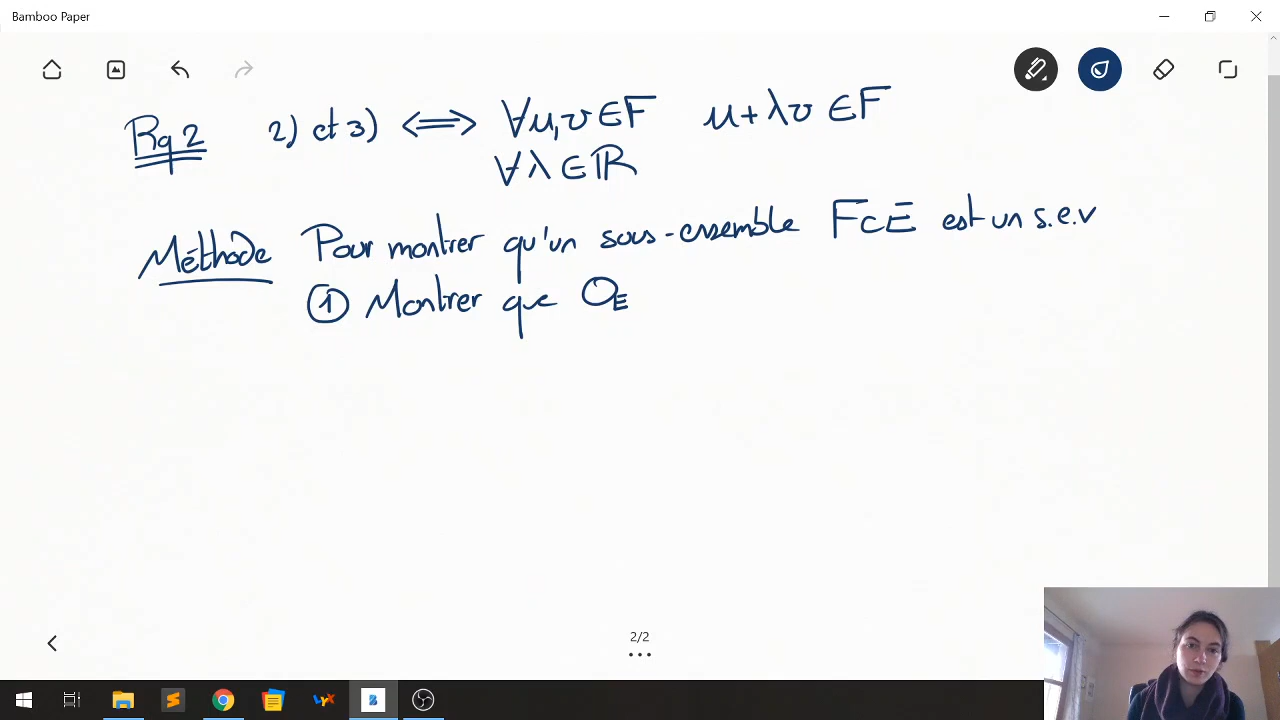 Bamboo Paper
Rq 2 2) et 3) ⟺ ∀u, v ∈ F u + λv ∈ F
∀λ ∈ ℝ
Méthode Pour montrer qu'un sous-ensemble F ⊂ E est un s.e.v
① Montrer que 0_E
2/2